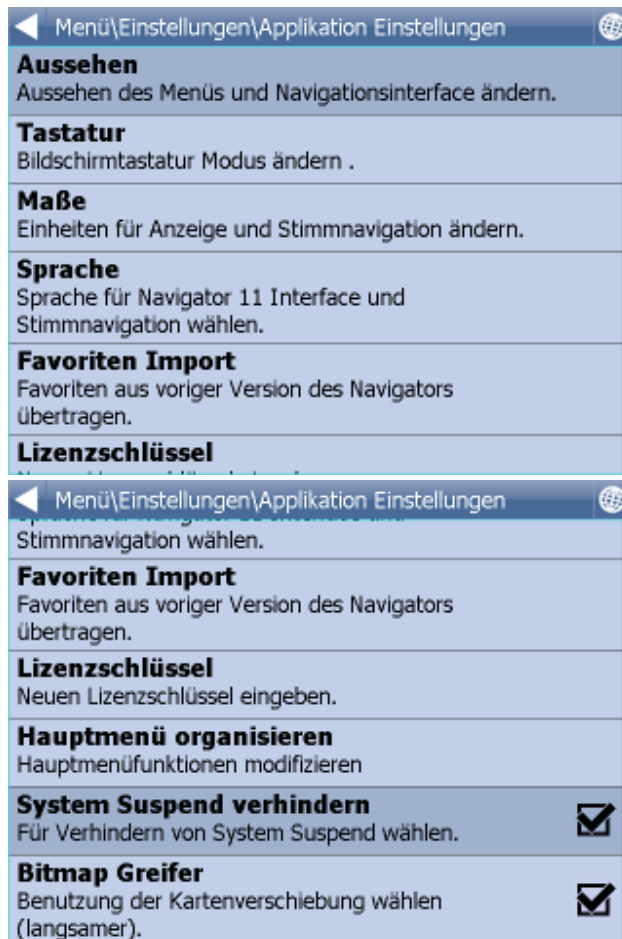 Menü\Einstellungen\Applikation Einstellungen
Aussehen
Aussehen des Menüs und Navigationsinterface ändern.
Tastatur
Bildschirmtastatur Modus ändern .
Maße
Einheiten für Anzeige und Stimmnavigation ändern.
Sprache
Sprache für Navigator 11 Interface und
Stimmnavigation wählen.
Favoriten Import
Favoriten aus voriger Version des Navigators
übertragen.
Lizenzschlüssel
Menü\Einstellungen\Applikation Einstellungen
Stimmnavigation wählen.
Favoriten Import
Favoriten aus voriger Version des Navigators
übertragen.
Lizenzschlüssel
Neuen Lizenzschlüssel eingeben.
Hauptmenü organisieren
Hauptmenüfunktionen modifizieren
System Suspend verhindern
Für Verhindern von System Suspend wählen.
Bitmap Greifer
Benutzung der Kartenverschiebung wählen
(langsamer).